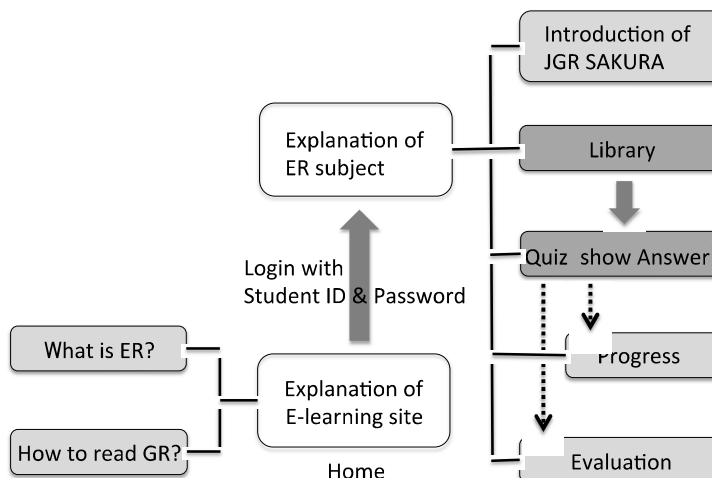 Introduction of
JGR SAKURA
Explanation of
ER subject
Library
Quiz show Answer
Login with
Student ID & Password
Progress
What is ER?
Explanation of
E-learning site
How to read GR?
Evaluation
Home